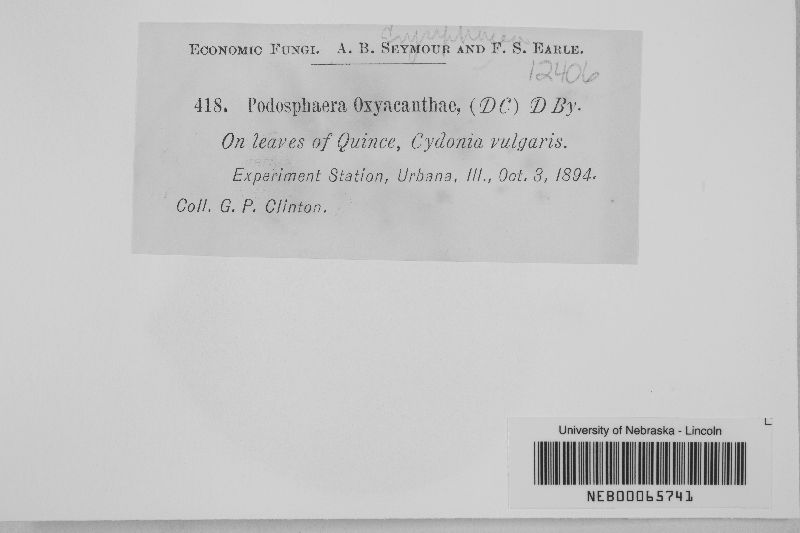 Economic Fungi. A. B. Seymour and F. S. Earle.
12406
418. Podosphaera Oxyacanthae, (DC) D By.
On leaves of Quince, Cydonia vulgaris.
Experiment Station, Urbana, Ill., Oct. 3, 1894.
Coll. G. P. Clinton.
University of Nebraska - Lincoln
NEB00065741